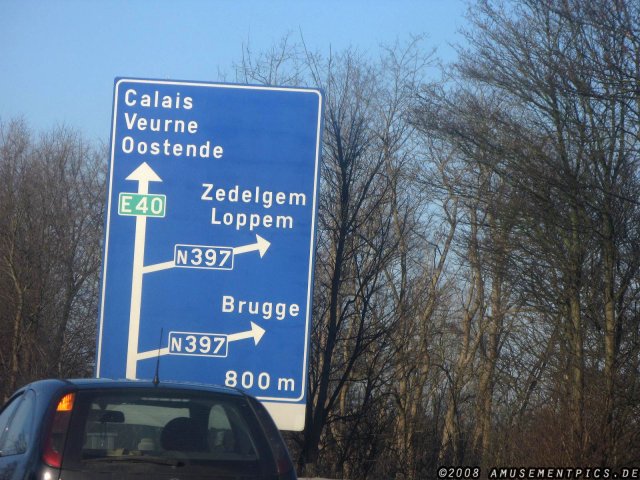 Calais
Veurne
Oostende
E40
Zedelgem
Loppem
N397
Brugge
N397
800 m
©2008 AMUSEMENTPICS.DE